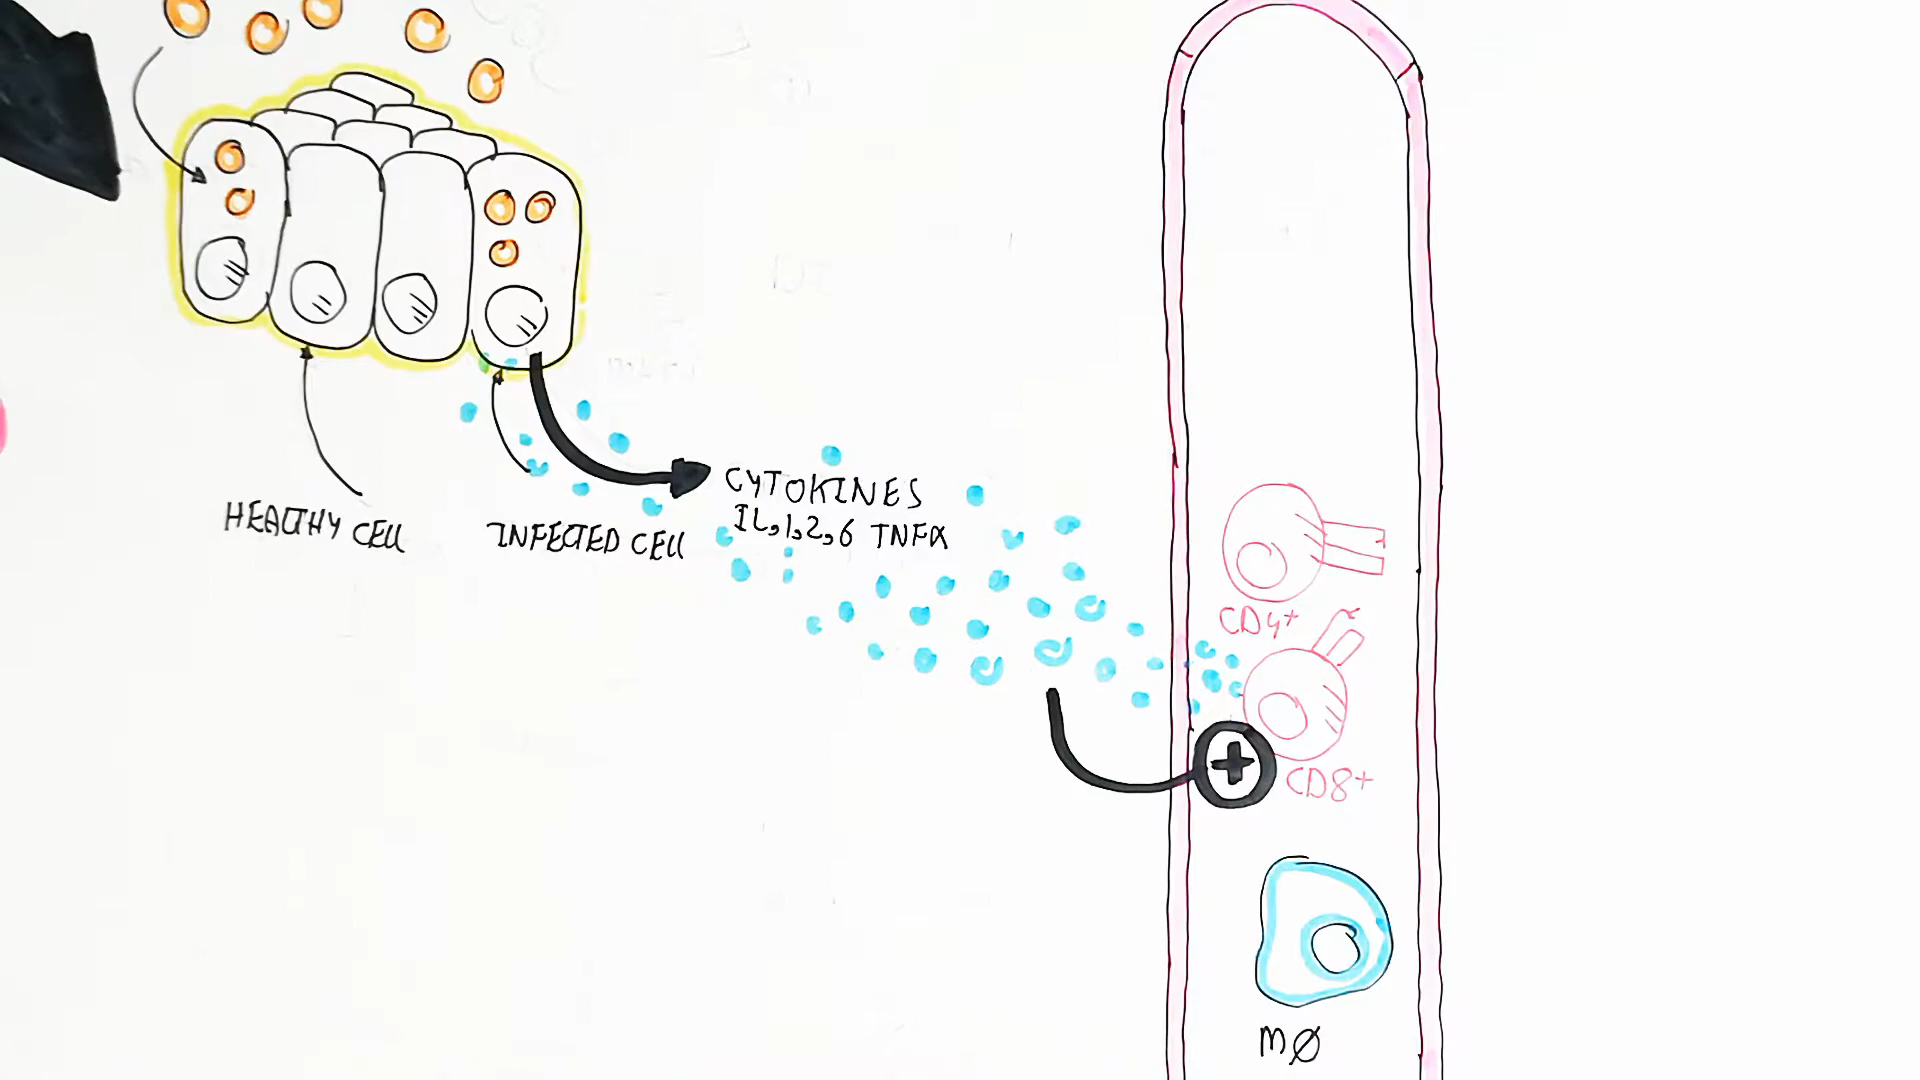 HEALTHY CELL
INFECTED CELL
CYTOKINES
IL,1,2,6 TNFα
CD4+
CD8+
MØ